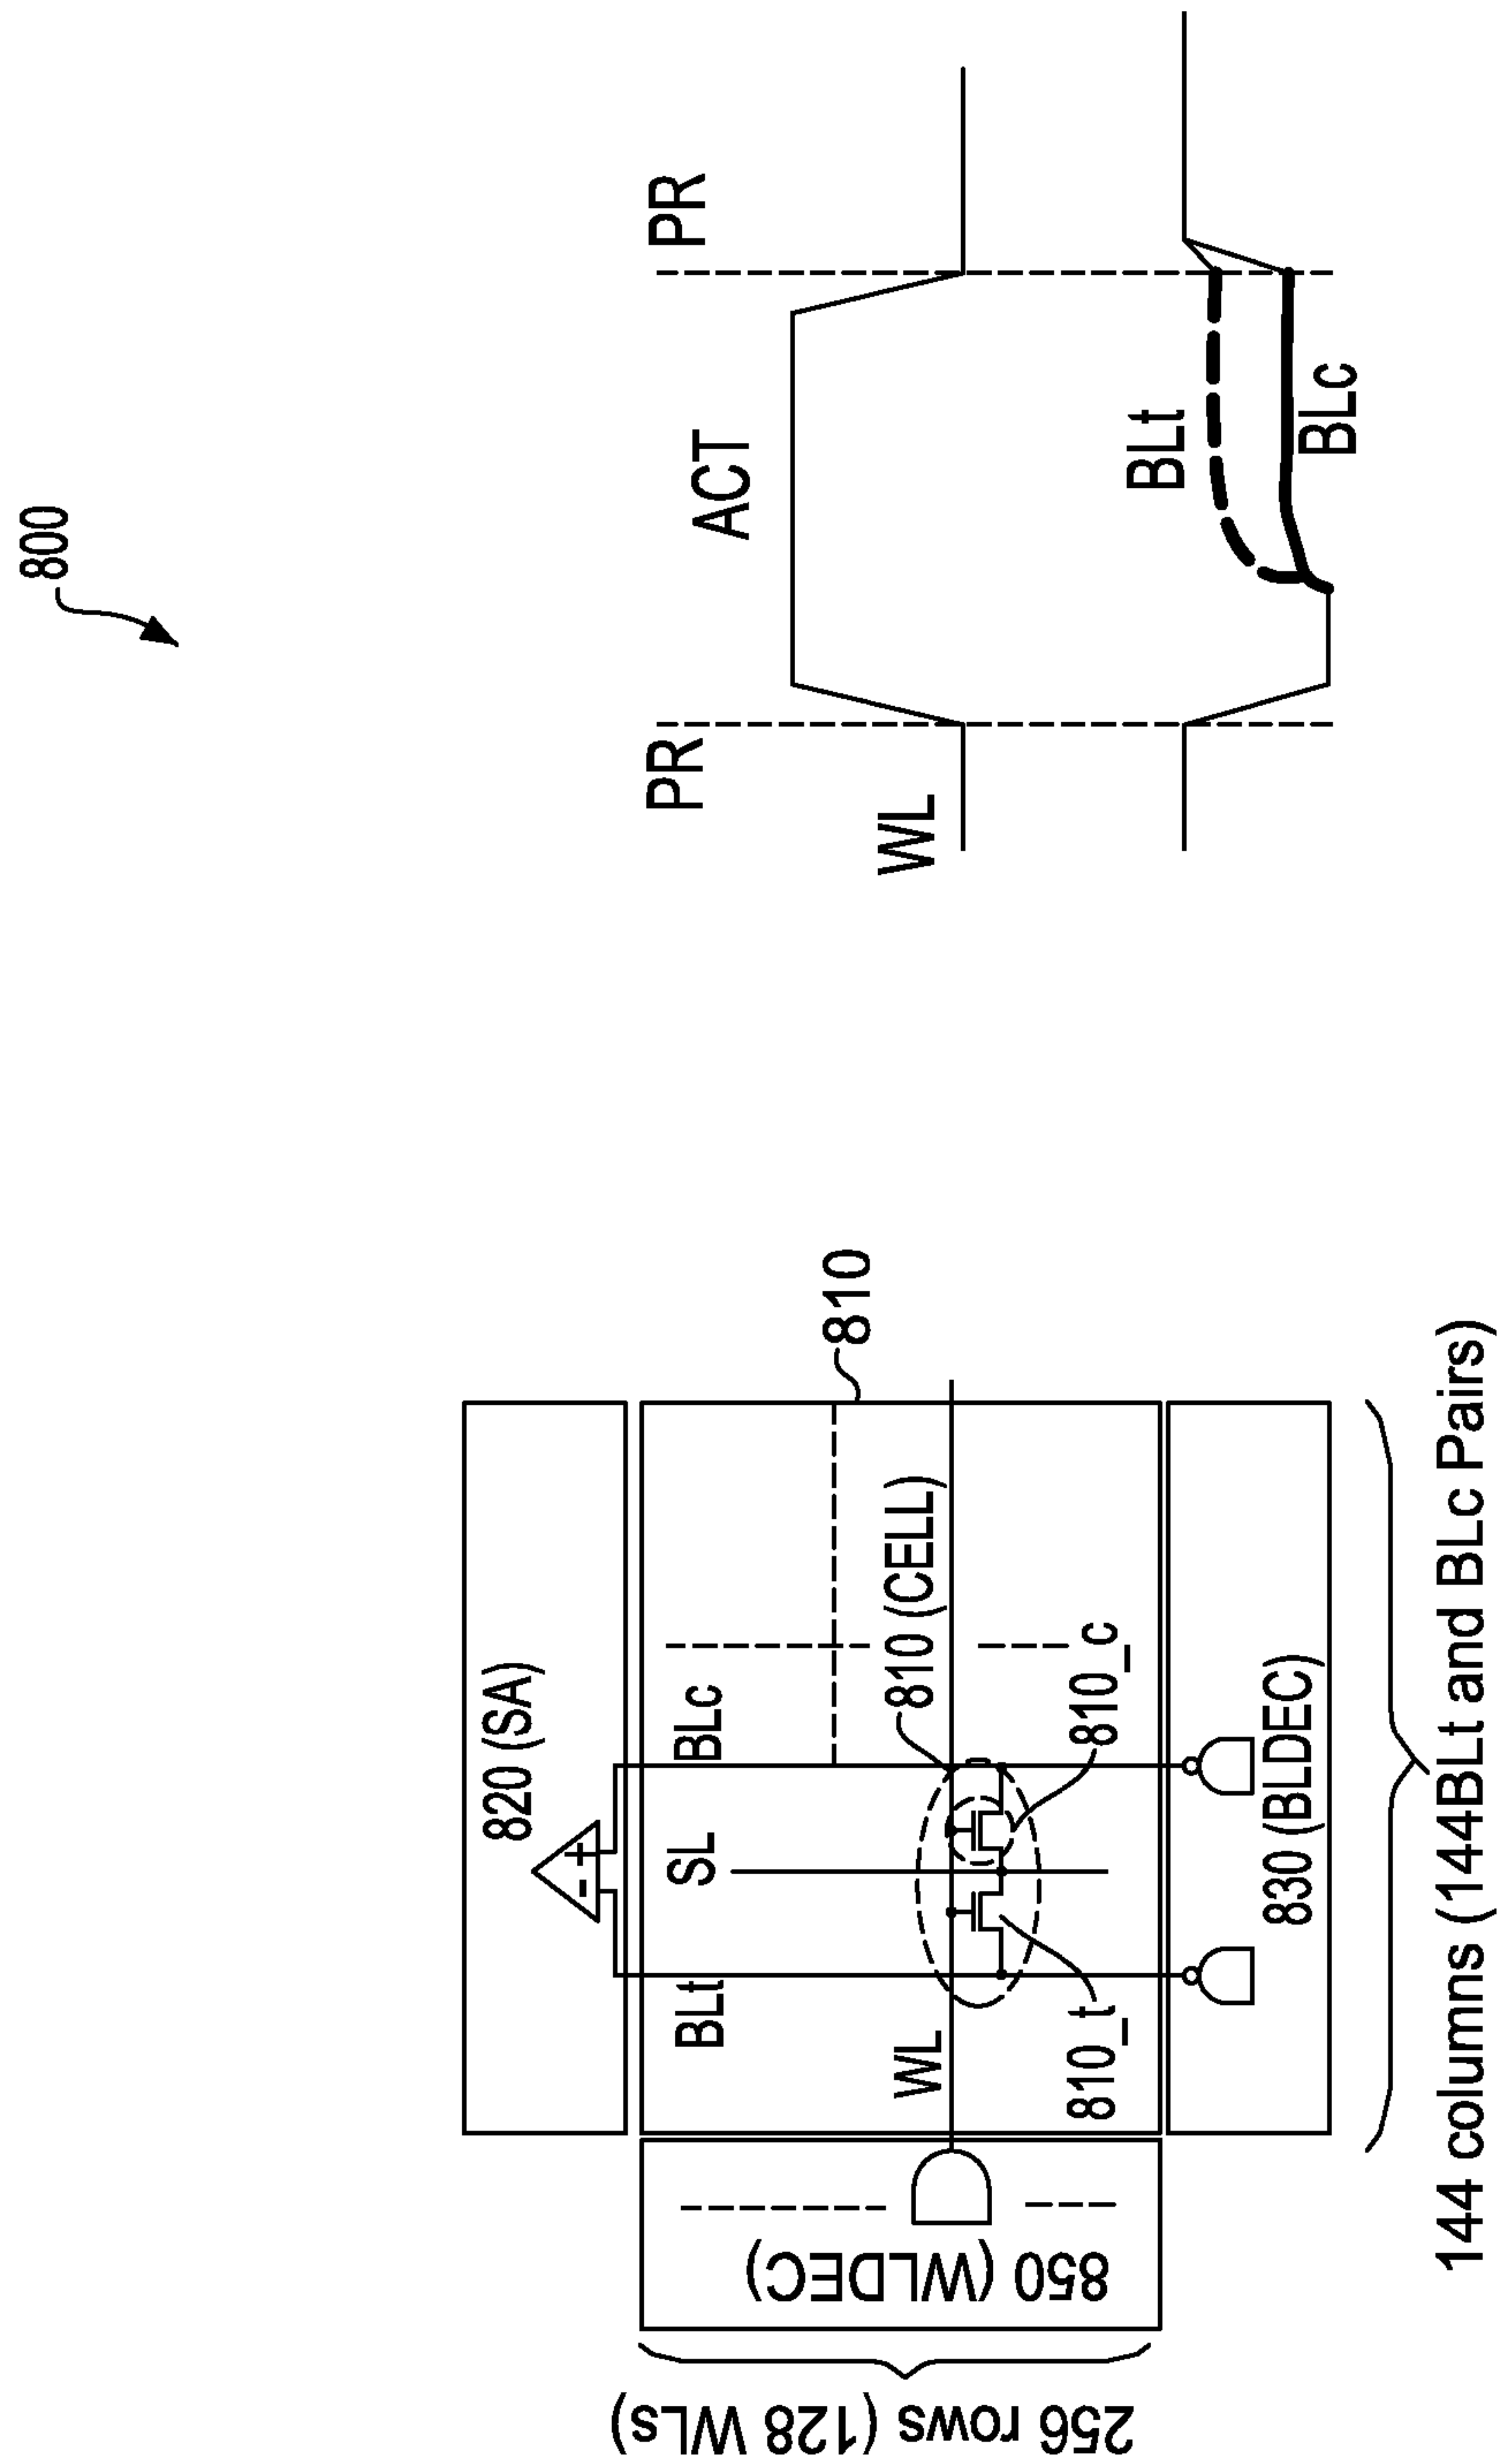 800
820 (SA)
- +
BLt
SL
BLc
810
WL
810 (CELL)
810_t
810_c
850 (WLDEC)
830 (BLDEC)
256 rows (128 WLs)
144 columns (144BLt and BLc Pairs)
PR
ACT
PR
WL
BLt
BLc